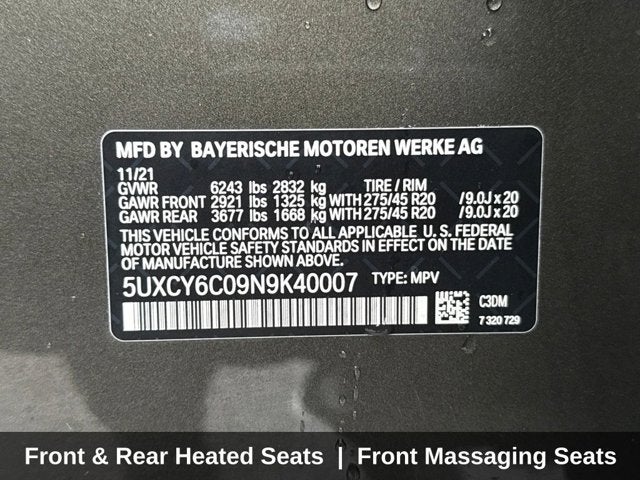 MFD BY BAYERISCHE MOTOREN WERKE AG
11/21
GVWR 6243 lbs 2832 kg TIRE / RIM
GAWR FRONT 2921 lbs 1325 kg WITH 275/45 R20 /9.0J x 20
GAWR REAR 3677 lbs 1668 kg WITH 275/45 R20 /9.0J x 20
THIS VEHICLE CONFORMS TO ALL APPLICABLE U. S. FEDERAL
MOTOR VEHICLE SAFETY STANDARDS IN EFFECT ON THE DATE
OF MANUFACTURE SHOWN ABOVE.
5UXCY6C09N9K40007 TYPE: MPV
C3DM
7 320 729
Front & Rear Heated Seats | Front Massaging Seats